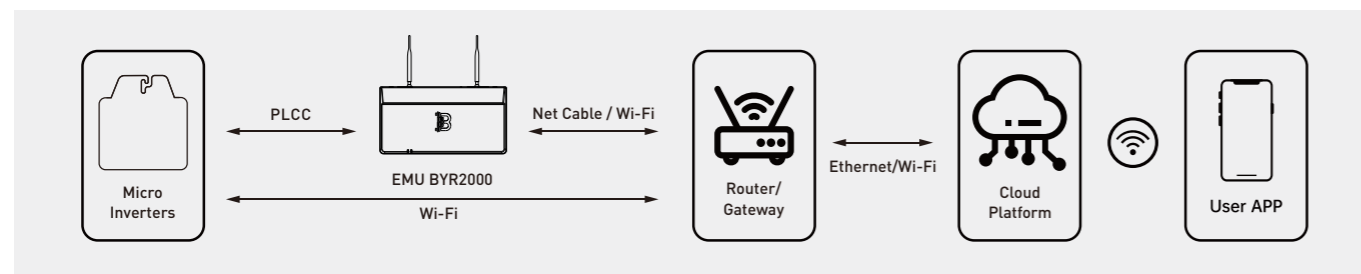 PLCC
Net Cable / Wi-Fi
EMU BYR2000
Wi-Fi
Micro
Inverters
Router/
Gateway
Ethernet/Wi-Fi
Cloud
Platform
User APP
B